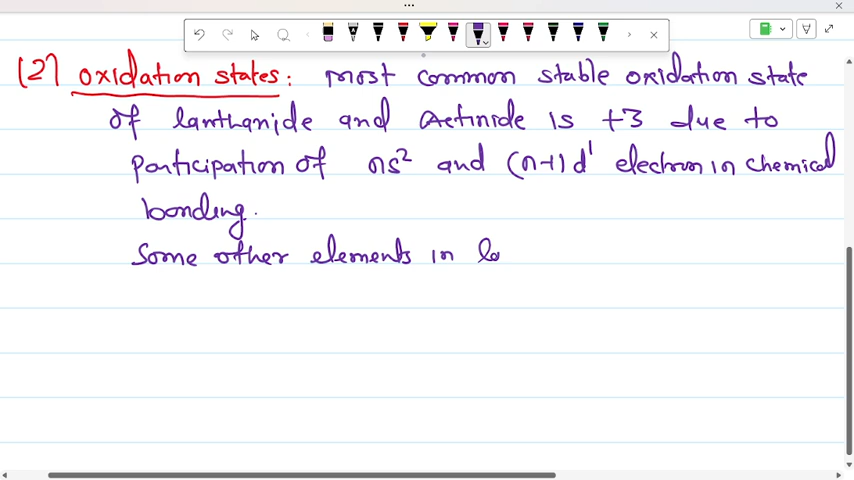 (2) oxidation states: most common stable oxidation state
of lanthanide and Actinide is +3 due to
participation of ns² and (n-1)d¹ electron in chemical
bonding.
Some other elements in la